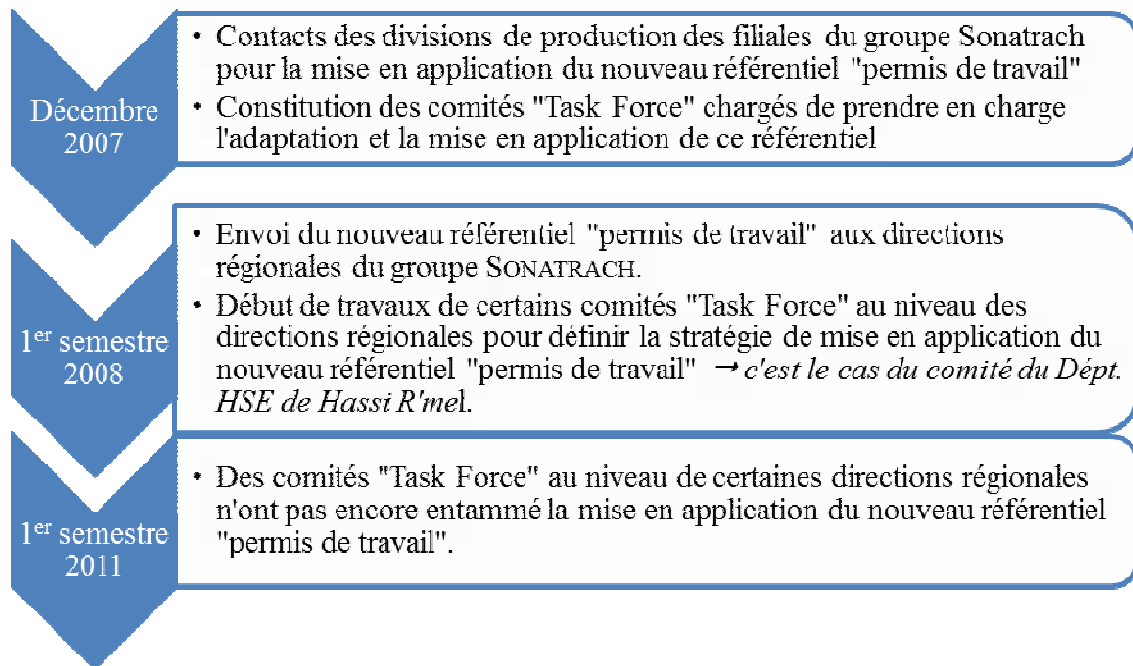 Décembre
2007
• Contacts des divisions de production des filiales du groupe Sonatrach
pour la mise en application du nouveau référentiel "permis de travail"
• Constitution des comités "Task Force" chargés de prendre en charge
l'adaptation et la mise en application de ce référentiel
1er semestre
2008
• Envoi du nouveau référentiel "permis de travail" aux directions
régionales du groupe SONATRACH.
• Début de travaux de certains comités "Task Force" au niveau des
directions régionales pour définir la stratégie de mise en application du
nouveau référentiel "permis de travail" → c'est le cas du comité du Dépt.
HSE de Hassi R'mel.
1er semestre
2011
• Des comités "Task Force" au niveau de certaines directions régionales
n'ont pas encore entammé la mise en application du nouveau référentiel
"permis de travail".